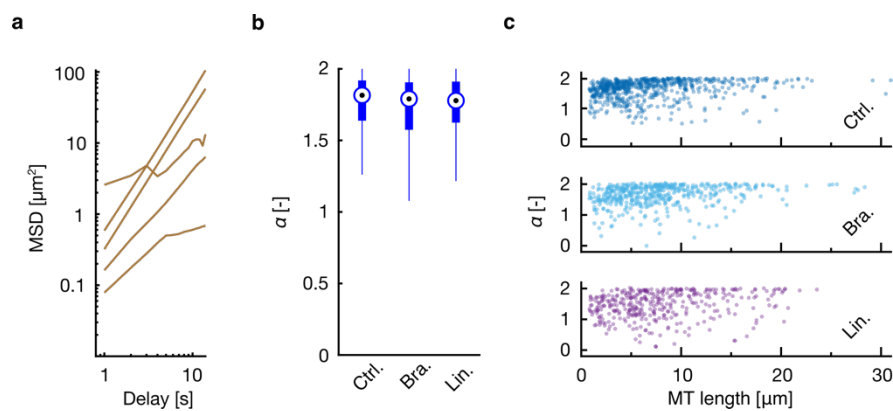 a
MSD [µm²]
100
10
1
0.1
1
10
Delay [s]
b
α [-]
2
1.5
1
0.5
0
Ctrl.
Bra.
Lin.
c
α [-]
2
1
0
Ctrl.
2
1
0
Bra.
2
1
0
Lin.
0
10
20
30
MT length [µm]